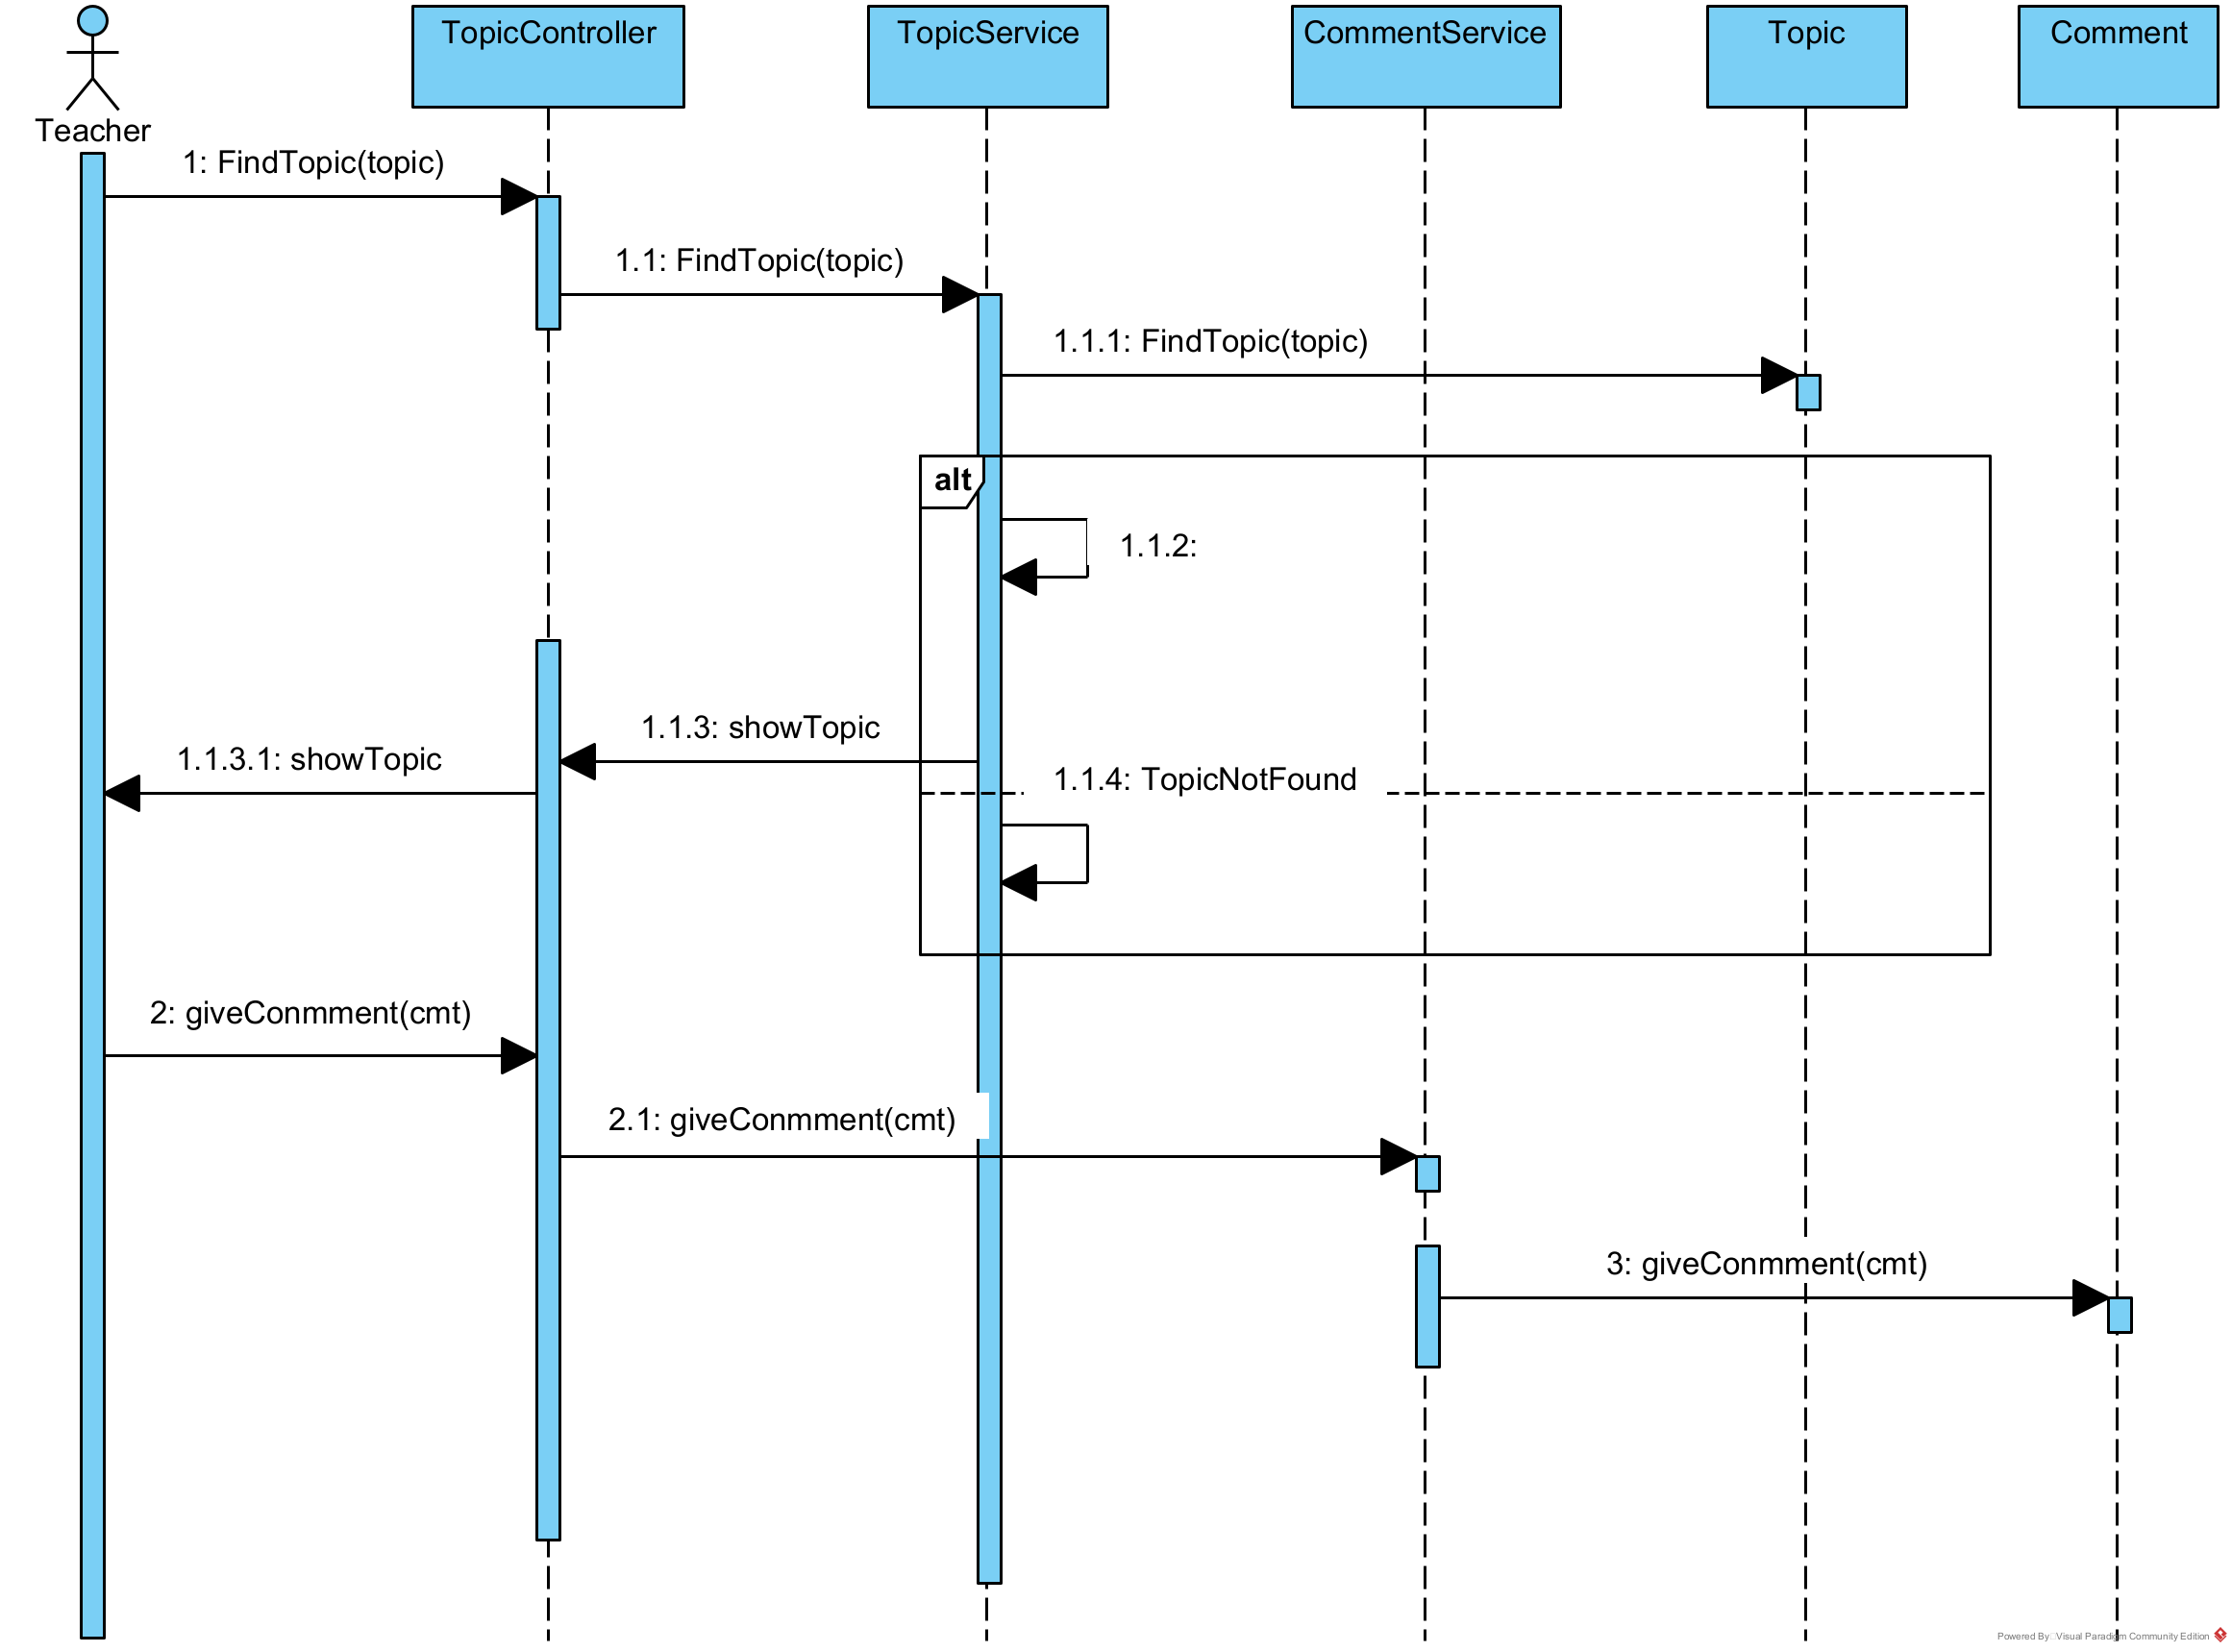 TopicController
TopicService
CommentService
Topic
Comment
Teacher
1: FindTopic(topic)
1.1: FindTopic(topic)
1.1.1: FindTopic(topic)
alt
1.1.2:
1.1.3: showTopic
1.1.3.1: showTopic
1.1.4: TopicNotFound
2: giveConmment(cmt)
2.1: giveConmment(cmt)
3: giveConmment(cmt)
Powered By Visual Paradigm Community Edition